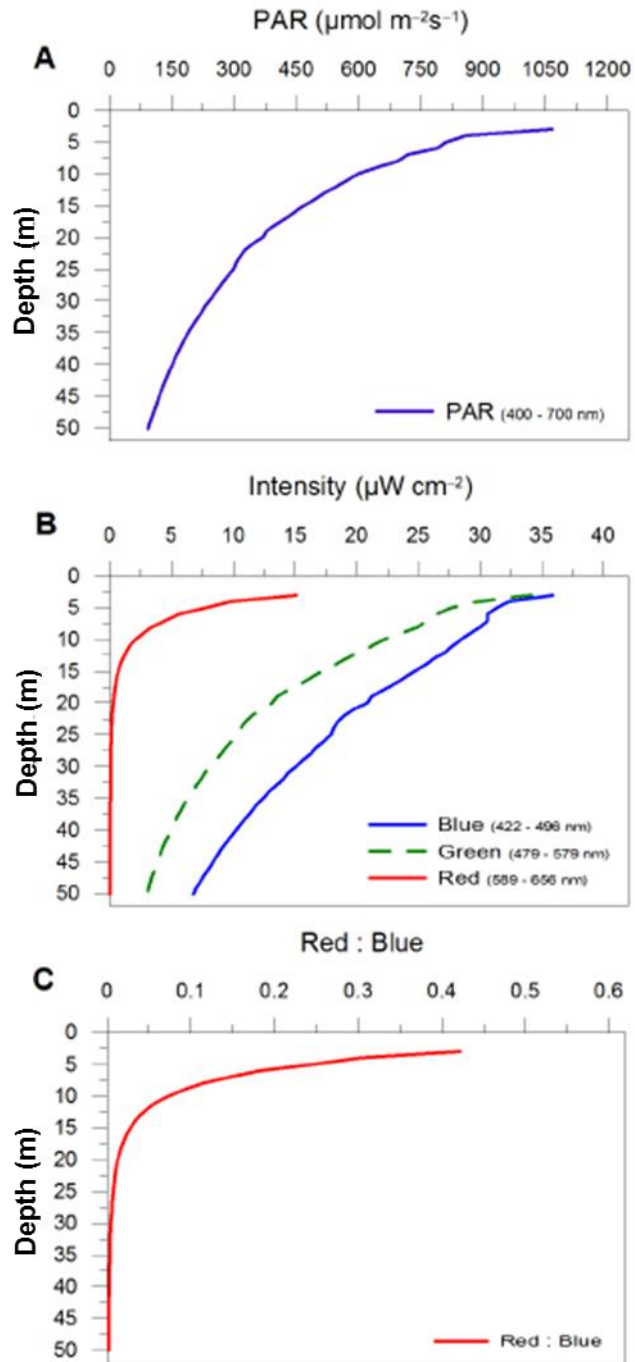 PAR (µmol m⁻²s⁻¹)
A
0 150 300 450 600 750 900 1050 1200
0
5
10
15
20
25
30
35
40
45
50
Depth (m)
PAR (400 - 700 nm)
Intensity (µW cm⁻²)
B
0 5 10 15 20 25 30 35 40
0
5
10
15
20
25
30
35
40
45
50
Depth (m)
Blue (422 - 496 nm)
Green (479 - 579 nm)
Red (589 - 656 nm)
Red : Blue
C
0 0.1 0.2 0.3 0.4 0.5 0.6
0
5
10
15
20
25
30
35
40
45
50
Depth (m)
Red : Blue